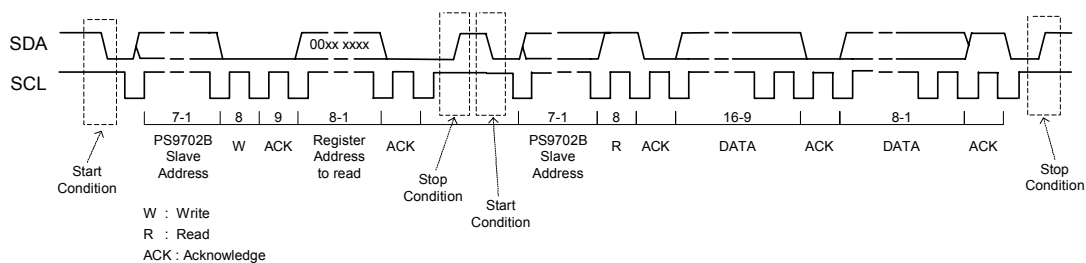 SDA
00xx xxxx
SCL
7-1 8 9 8-1 7-1 8 16-9 8-1
PS9702B Slave Address
W
ACK
Register Address to read
ACK
PS9702B Slave Address
R
ACK
DATA
ACK
DATA
ACK
Start Condition
Stop Condition
Start Condition
Stop Condition
W : Write
R : Read
ACK : Acknowledge